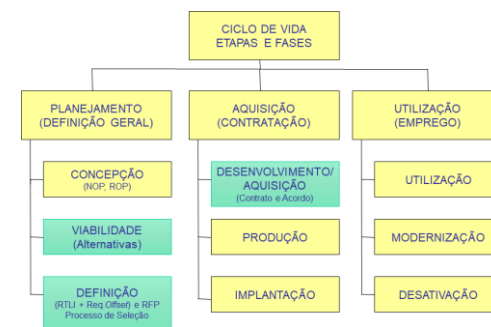 CICLO DE VIDA
ETAPAS E FASES
PLANEJAMENTO
(DEFINIÇÃO GERAL)
CONCEPÇÃO
(NOP, ROP)
VIABILIDADE
(Alternativas)
DEFINIÇÃO
(RTLI + Req.Offset) e RFP
Processo de Seleção
AQUISIÇÃO
(CONTRATAÇÃO)
DESENVOLVIMENTO/
AQUISIÇÃO
(Contrato e Acordo)
PRODUÇÃO
IMPLANTAÇÃO
UTILIZAÇÃO
(EMPREGO)
UTILIZAÇÃO
MODERNIZAÇÃO
DESATIVAÇÃO